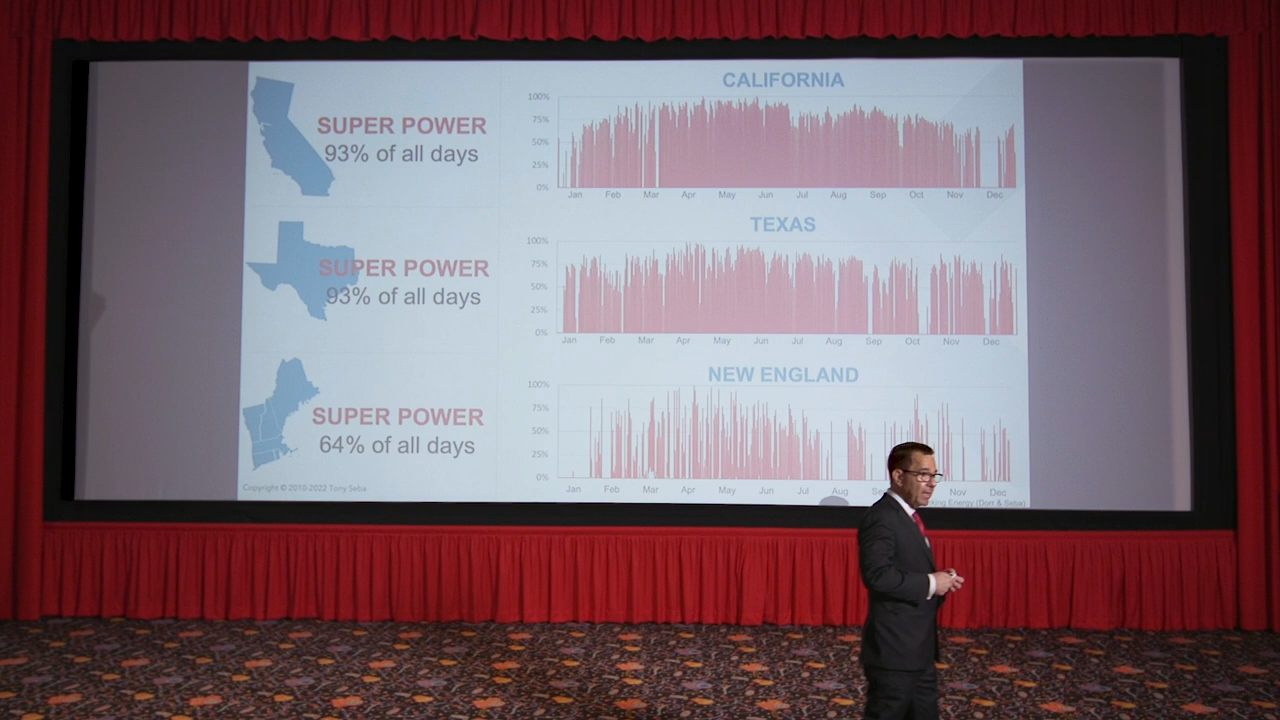 CALIFORNIA
SUPER POWER
93% of all days
100%
75%
50%
25%
0%
Jan Feb Mar Apr May Jun Jul Aug Sep Oct Nov Dec
TEXAS
SUPER POWER
93% of all days
100%
75%
50%
25%
0%
Jan Feb Mar Apr May Jun Jul Aug Sep Oct Nov Dec
NEW ENGLAND
SUPER POWER
64% of all days
100%
75%
50%
25%
0%
Jan Feb Mar Apr May Jun Jul Aug Nov Dec
Copyright © 2010-2022 Tony Seba
Energy (Dorr & Seba)